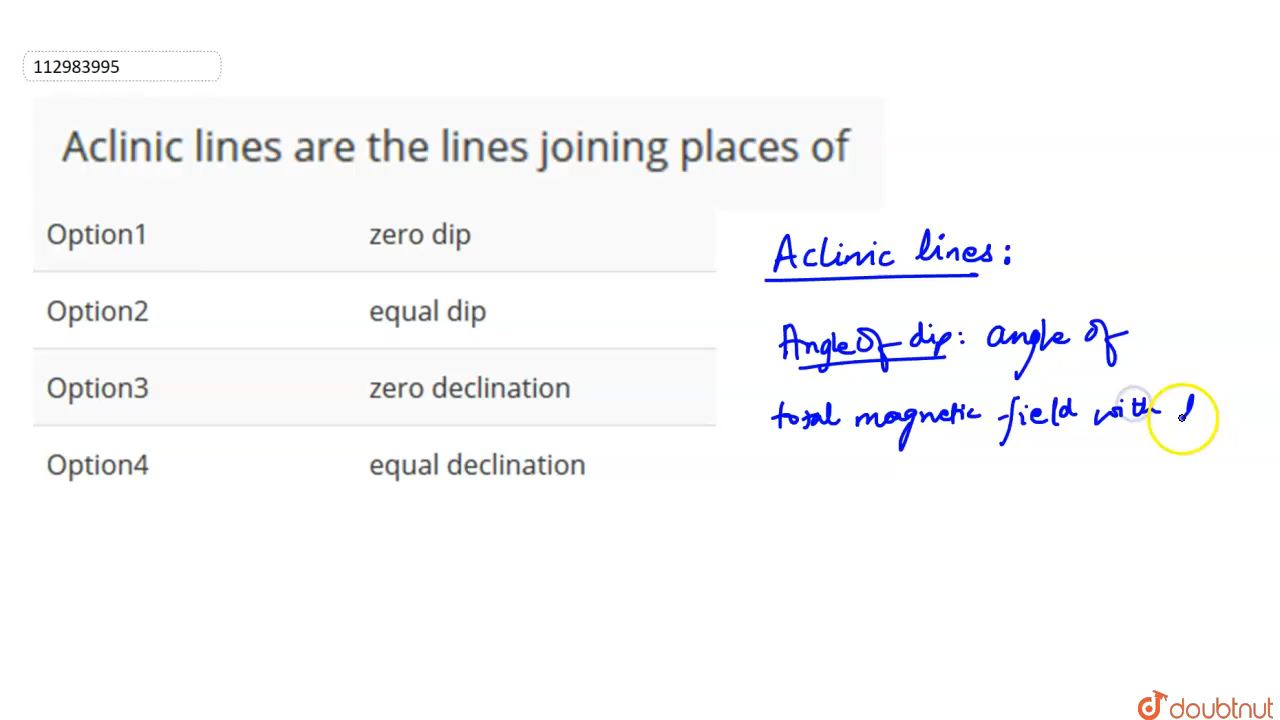 112983995
Aclinic lines are the lines joining places of
Option1 zero dip
Option2 equal dip
Option3 zero declination
Option4 equal declination
Aclinic lines:
Angle of dip: angle of
total magnetic field with
doubtnut